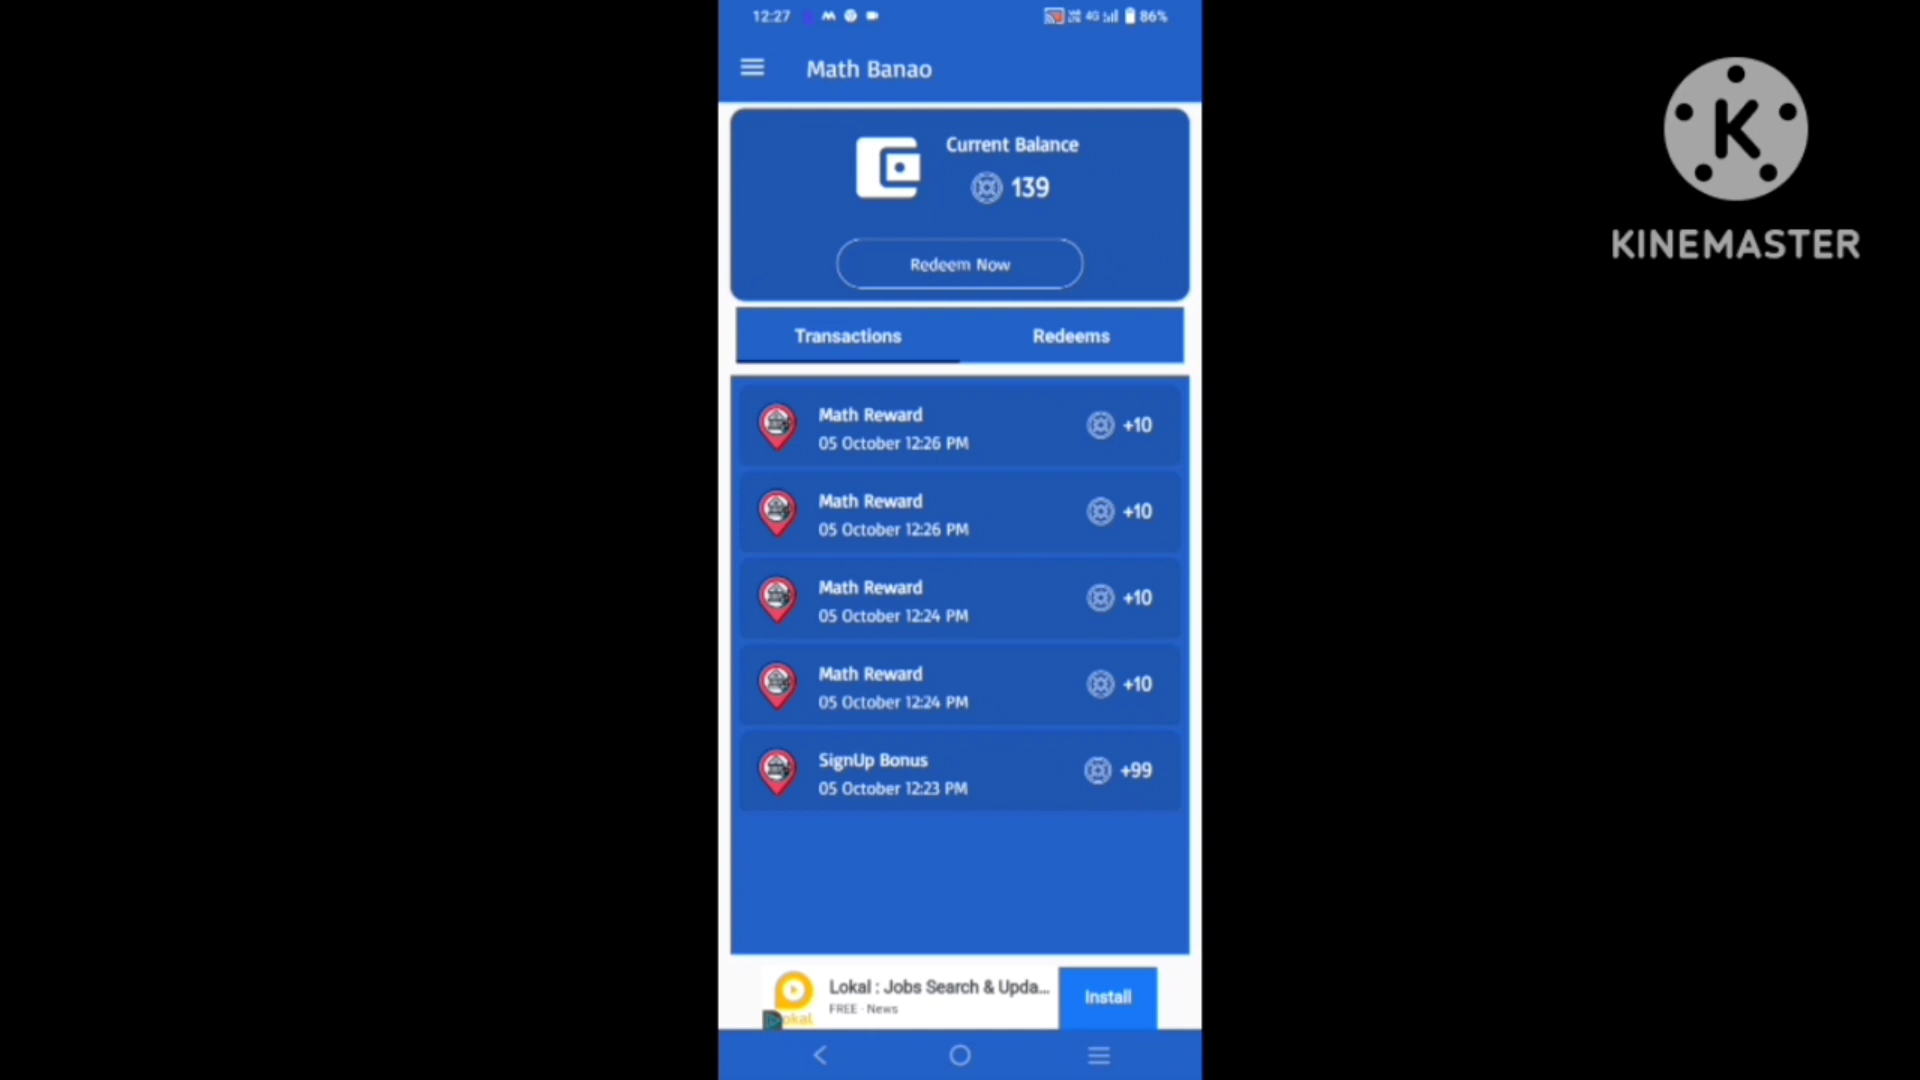 12:27 4G 86%
Math Banao
KINEMASTER
Current Balance
139
Redeem Now
Transactions Redeems
Math Reward
05 October 12:26 PM
+10
Math Reward
05 October 12:26 PM
+10
Math Reward
05 October 12:24 PM
+10
Math Reward
05 October 12:24 PM
+10
SignUp Bonus
05 October 12:23 PM
+99
Lokal : Jobs Search & Upda...
FREE · News
Install